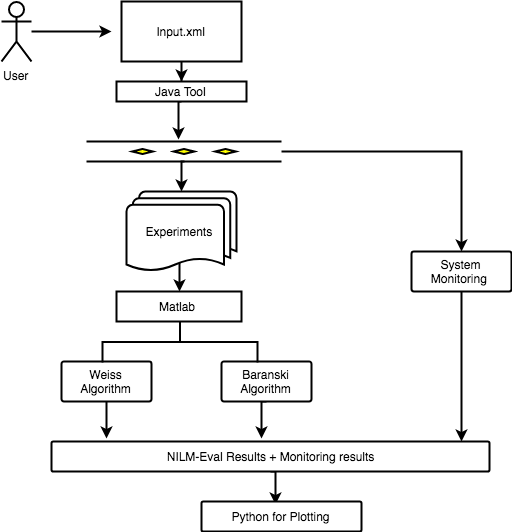 Input.xml
User
Java Tool
Experiments
System
Monitoring
Matlab
Weiss
Algorithm
Baranski
Algorithm
NILM-Eval Results + Monitoring results
Python for Plotting